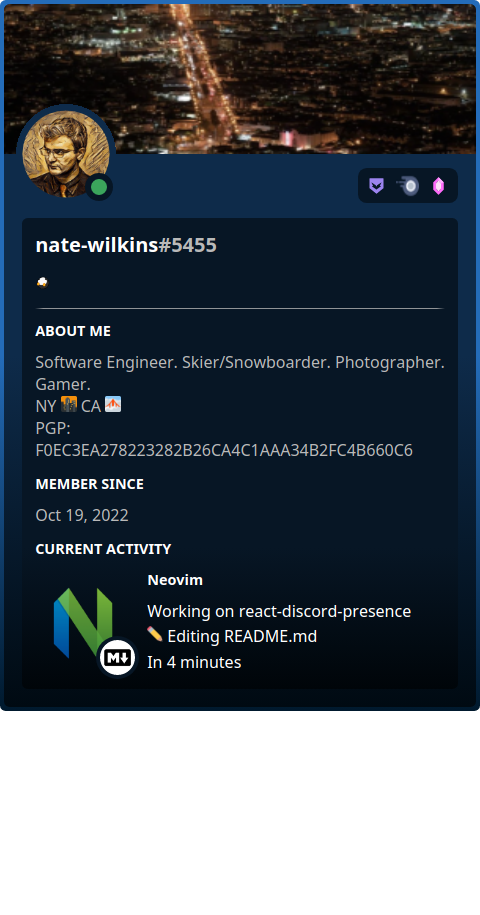 nate-wilkins#5455
ABOUT ME
Software Engineer. Skier/Snowboarder. Photographer.
Gamer.
NY 🌆 CA 🌁
PGP:
F0EC3EA278223282B26CA4C1AAA34B2FC4B660C6
MEMBER SINCE
Oct 19, 2022
CURRENT ACTIVITY
Neovim
Working on react-discord-presence
✏️ Editing README.md
In 4 minutes